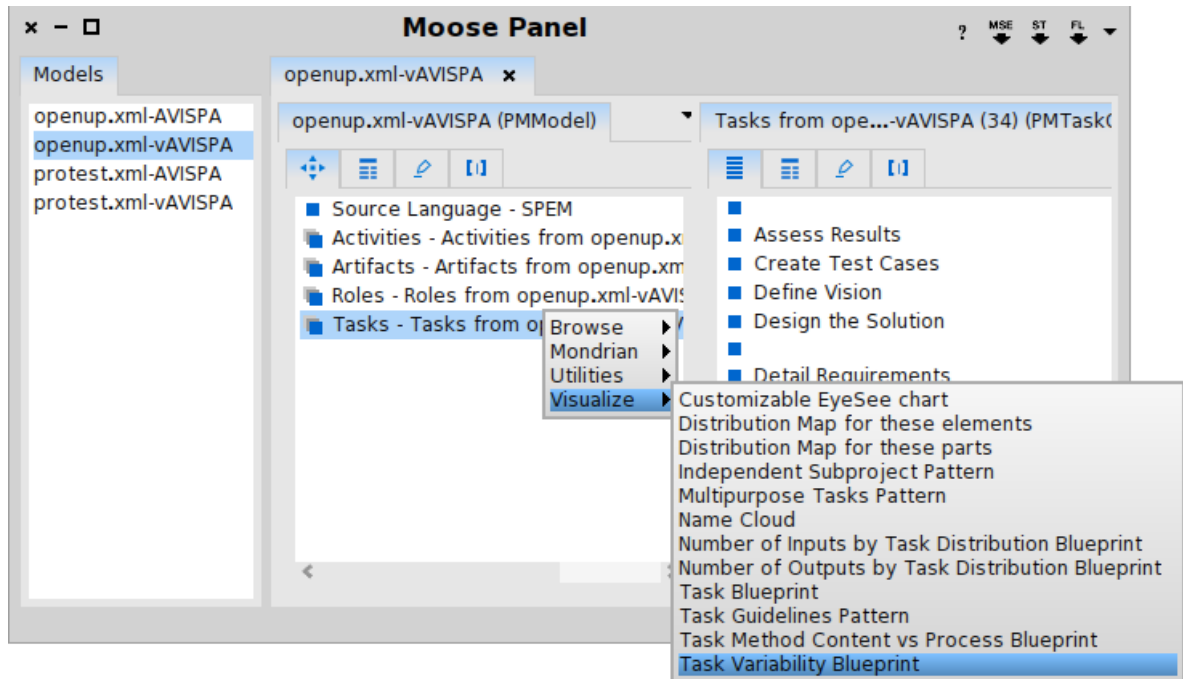 Moose Panel
? MSE ST FL
Models
openup.xml-vAVISPA x
openup.xml-AVISPA
openup.xml-vAVISPA
protest.xml-AVISPA
protest.xml-vAVISPA
openup.xml-vAVISPA (PMModel)
Source Language - SPEM
Activities - Activities from openup.x
Artifacts - Artifacts from openup.xm
Roles - Roles from openup.xml-vAVIS
Tasks - Tasks from op
Tasks from ope...-vAVISPA (34) (PMTask
Assess Results
Create Test Cases
Define Vision
Design the Solution
Detail Requirements
Browse
Mondrian
Utilities
Visualize
Customizable EyeSee chart
Distribution Map for these elements
Distribution Map for these parts
Independent Subproject Pattern
Multipurpose Tasks Pattern
Name Cloud
Number of Inputs by Task Distribution Blueprint
Number of Outputs by Task Distribution Blueprint
Task Blueprint
Task Guidelines Pattern
Task Method Content vs Process Blueprint
Task Variability Blueprint